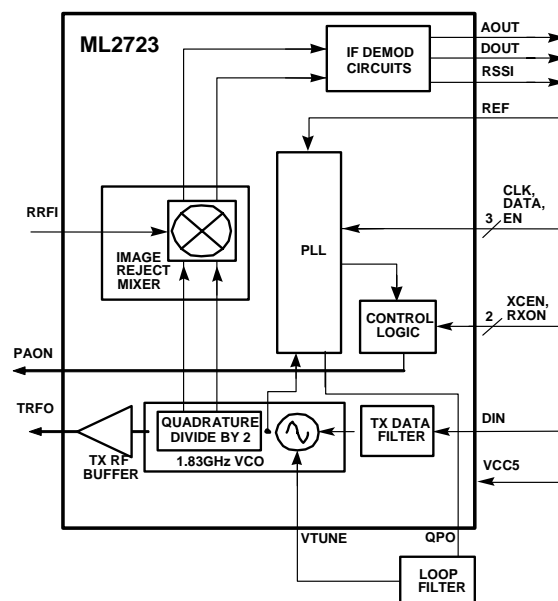 ML2723
IF DEMOD
CIRCUITS
AOUT
DOUT
RSSI
REF
RRFI
IMAGE
REJECT
MIXER
PLL
CLK,
DATA,
EN
3
XCEN,
RXON
2
CONTROL
LOGIC
PAON
TRFO
TX RF
BUFFER
QUADRATURE
DIVIDE BY 2
1.83GHz VCO
TX DATA
FILTER
DIN
VCC5
VTUNE
QPO
LOOP
FILTER